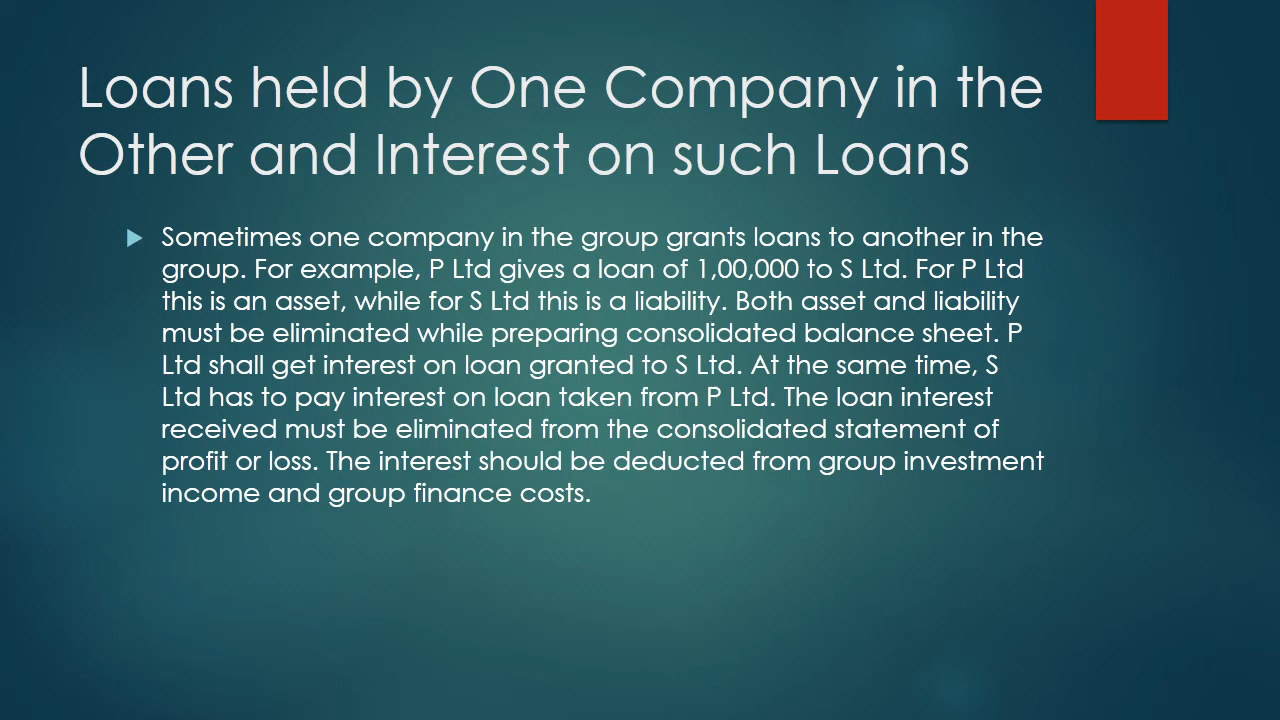 Loans held by One Company in the
Other and Interest on such Loans
Sometimes one company in the group grants loans to another in the
group. For example, P Ltd gives a loan of 1,00,000 to S Ltd. For P Ltd
this is an asset, while for S Ltd this is a liability. Both asset and liability
must be eliminated while preparing consolidated balance sheet. P
Ltd shall get interest on loan granted to S Ltd. At the same time, S
Ltd has to pay interest on loan taken from P Ltd. The loan interest
received must be eliminated from the consolidated statement of
profit or loss. The interest should be deducted from group investment
income and group finance costs.